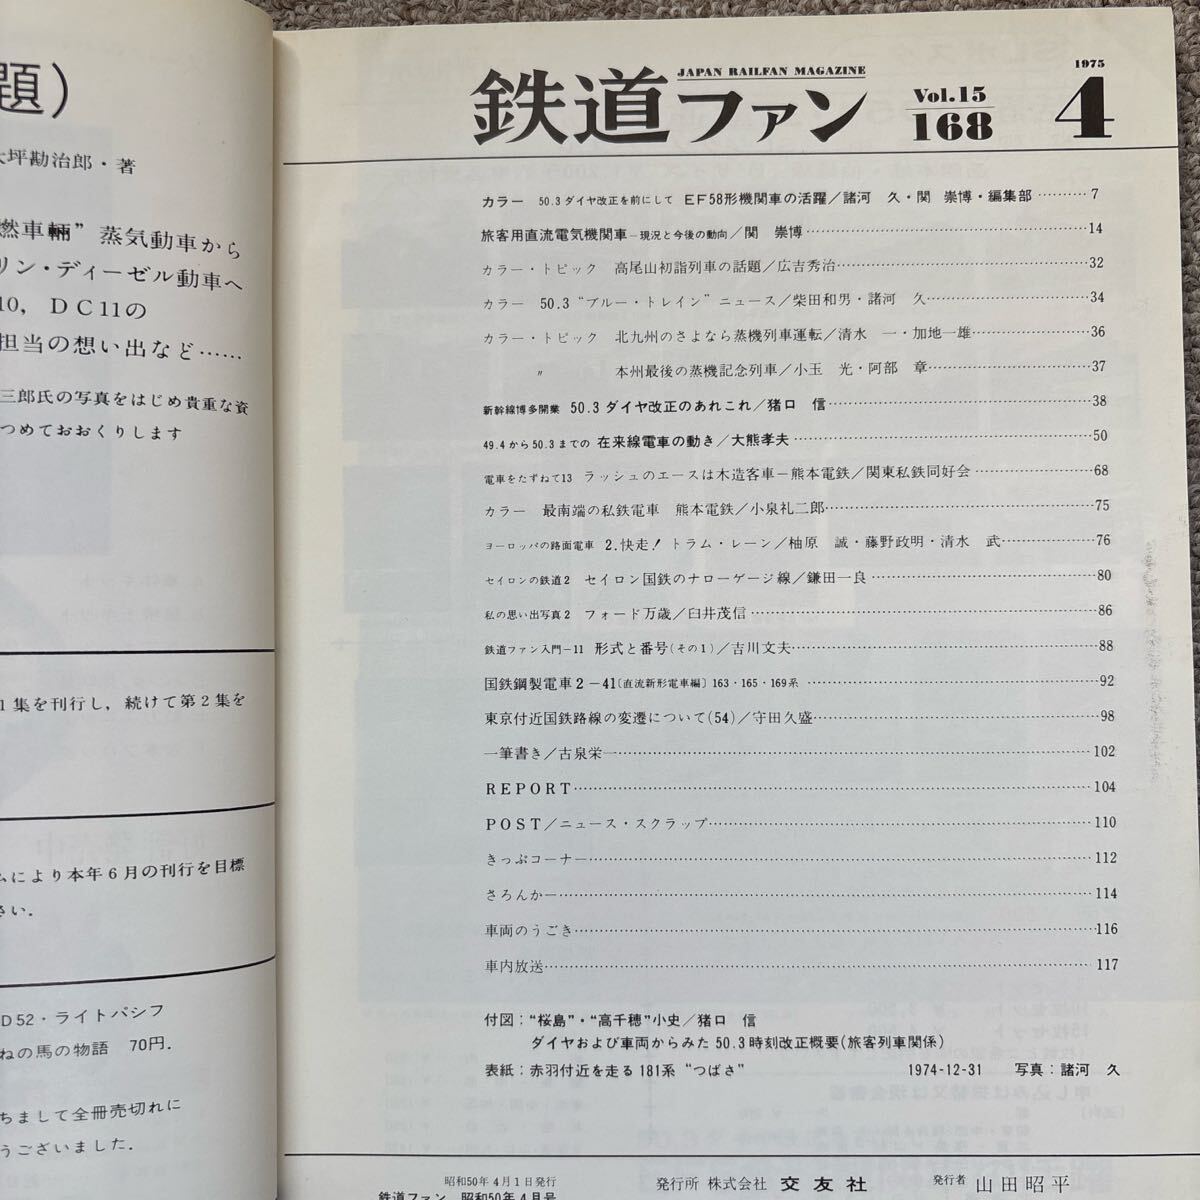 題）
大坪勘治郎・著
燃車輛”蒸気動車から
リン・ディーゼル動車へ
10，ＤＣ11の
担当の想い出など……
三郎氏の写真をはじめ貴重な資
つめておおくりします
1集を刊行し，続けて第２集を
ムにより本年６月の刊行を目標
さい．
Ｄ52・ライトパシフ
ねの馬の物語　70円．
ちまして全冊売切れに
うございました．
JAPAN RAILFAN MAGAZINE
鉄道ファン
Vol.15
168
1975
4
カラー　50.3ダイヤ改正を前にして　ＥＦ58形機関車の活躍／諸河　久・関　崇博・編集部………7
旅客用直流電気機関車－現況と今後の動向／関　崇博………14
カラー・トピック　高尾山初詣列車の話題／広吉秀治………32
カラー　50.3“ブルー・トレイン”ニュース／柴田和男・諸河　久………34
カラー・トピック　北九州のさよなら蒸機列車運転／清水　一・加地一雄………36
〃　本州最後の蒸機記念列車／小玉　光・阿部　章………37
新幹線博多開業　50.3ダイヤ改正のあれこれ／猪口　信………38
49.4から50.3までの　在来線電車の動き／大熊孝夫………50
電車をたずねて13　ラッシュのエースは木造客車－熊本電鉄／関東私鉄同好会………68
カラー　最南端の私鉄電車　熊本電鉄／小泉礼二郎………75
ヨーロッパの路面電車　2.快走！トラム・レーン／柚原　誠・藤野政明・清水　武………76
セイロンの鉄道２　セイロン国鉄のナローゲージ線／鎌田一良………80
私の思い出写真２　フォード万歳／臼井茂信………86
鉄道ファン入門－11　形式と番号（その１）／吉川文夫………88
国鉄鋼製電車２－41〔直流新形電車編〕163・165・169系………92
東京付近国鉄路線の変遷について（54）／守田久盛………98
一筆書き／古泉栄一………102
ＲＥＰＯＲＴ………104
ＰＯＳＴ／ニュース・スクラップ………110
きっぷコーナー………112
さろんかー………114
車両のうごき………116
車内放送………117
付図：“桜島”・“高千穂”小史／猪口　信
ダイヤおよび車両からみた50.3時刻改正概要（旅客列車関係）
表紙：赤羽付近を走る181系“つばさ”　1974-12-31　写真：諸河　久
昭和50年4月1日発行
鉄道ファン　昭和50年4月号
発行所　株式会社　交友社　発行者　山田昭平